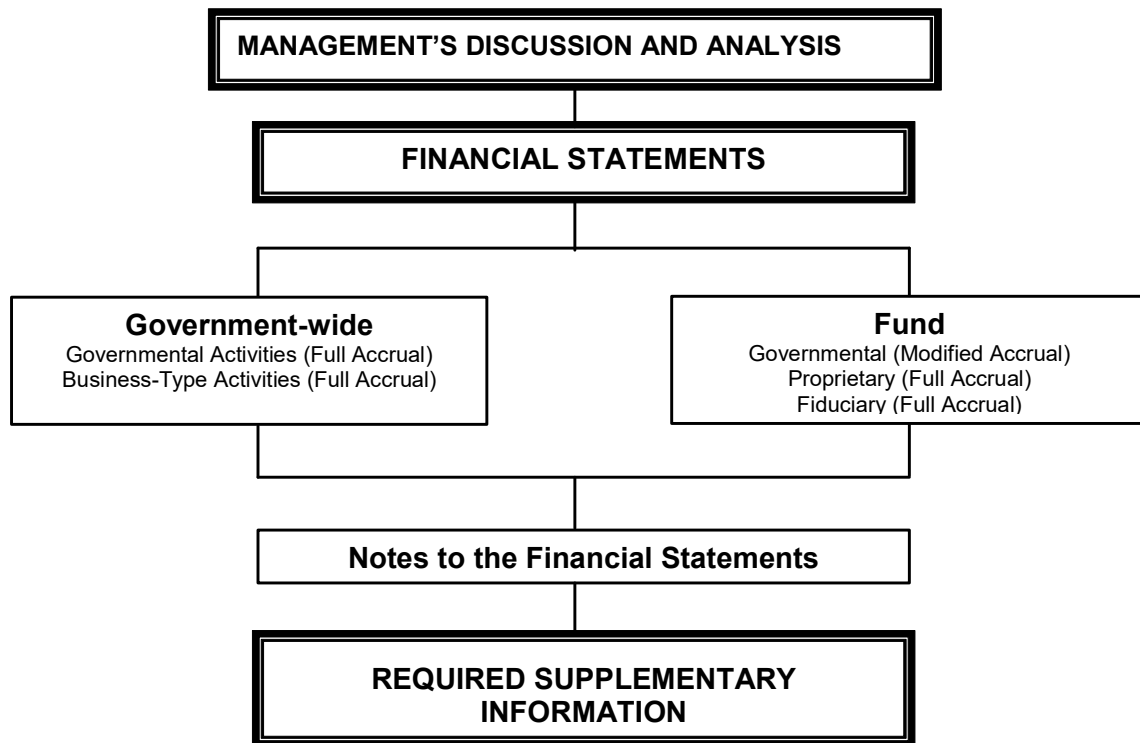 MANAGEMENT’S DISCUSSION AND ANALYSIS
FINANCIAL STATEMENTS
Government-wide
Governmental Activities (Full Accrual)
Business-Type Activities (Full Accrual)
Fund
Governmental (Modified Accrual)
Proprietary (Full Accrual)
Fiduciary (Full Accrual)
Notes to the Financial Statements
REQUIRED SUPPLEMENTARY
INFORMATION